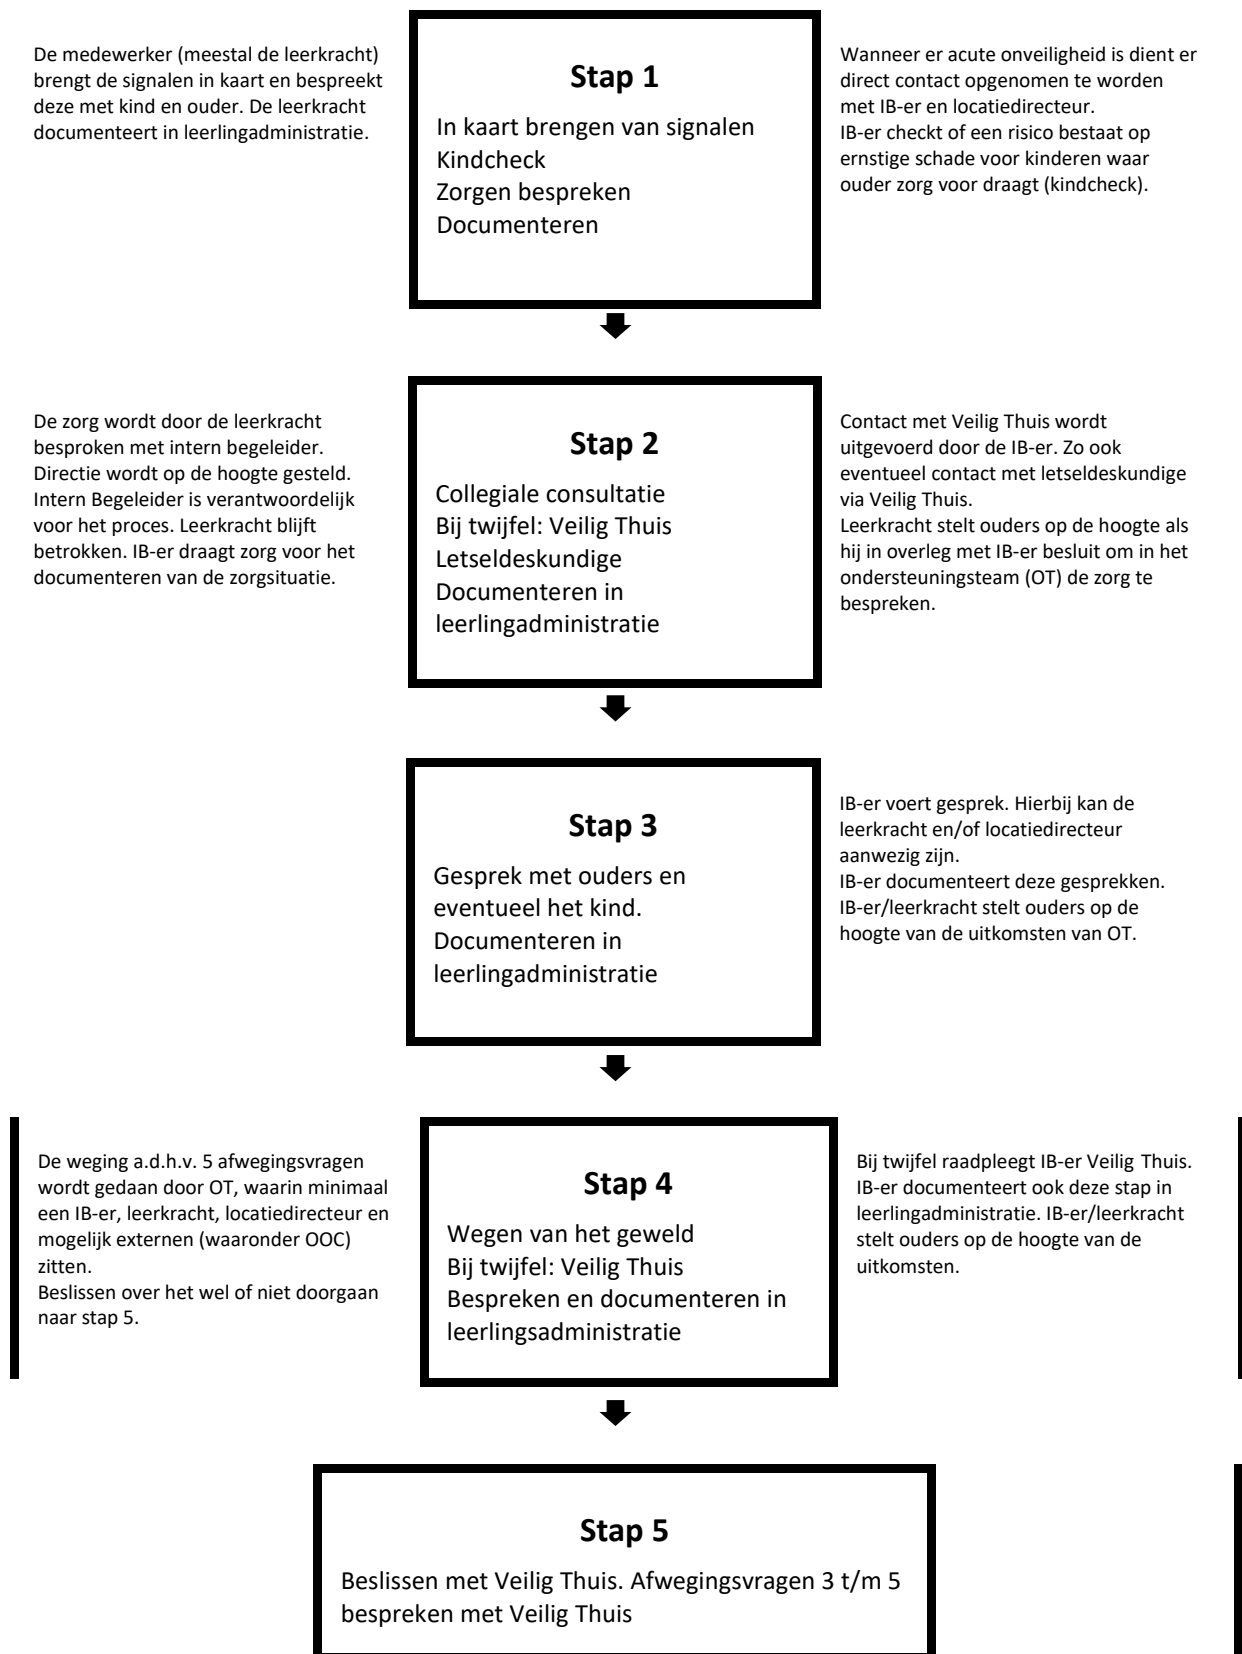 De medewerker (meestal de leerkracht)
brengt de signalen in kaart en bespreekt
deze met kind en ouder. De leerkracht
documenteert in leerlingadministratie.
Stap 1
In kaart brengen van signalen
Kindcheck
Zorgen bespreken
Documenteren
Wanneer er acute onveiligheid is dient er
direct contact opgenomen te worden
met IB-er en locatiedirecteur.
IB-er checkt of een risico bestaat op
ernstige schade voor kinderen waar
ouder zorg voor draagt (kindcheck).
De zorg wordt door de leerkracht
besproken met intern begeleider.
Directie wordt op de hoogte gesteld.
Intern Begeleider is verantwoordelijk
voor het proces. Leerkracht blijft
betrokken. IB-er draagt zorg voor het
documenteren van de zorgsituatie.
Stap 2
Collegiale consultatie
Bij twijfel: Veilig Thuis
Letseldeskundige
Documenteren in
leerlingadministratie
Contact met Veilig Thuis wordt
uitgevoerd door de IB-er. Zo ook
eventueel contact met letseldeskundige
via Veilig Thuis.
Leerkracht stelt ouders op de hoogte als
hij in overleg met IB-er besluit om in het
ondersteuningsteam (OT) de zorg te
bespreken.
Stap 3
Gesprek met ouders en
eventueel het kind.
Documenteren in
leerlingadministratie
IB-er voert gesprek. Hierbij kan de
leerkracht en/of locatiedirecteur
aanwezig zijn.
IB-er documenteert deze gesprekken.
IB-er/leerkracht stelt ouders op de
hoogte van de uitkomsten van OT.
De weging a.d.h.v. 5 afwegingsvragen
wordt gedaan door OT, waarin minimaal
een IB-er, leerkracht, locatiedirecteur en
mogelijk externen (waaronder OOC)
zitten.
Beslissen over het wel of niet doorgaan
naar stap 5.
Stap 4
Wegen van het geweld
Bij twijfel: Veilig Thuis
Bespreken en documenteren in
leerlingsadministratie
Bij twijfel raadpleegt IB-er Veilig Thuis.
IB-er documenteert ook deze stap in
leerlingadministratie. IB-er/leerkracht
stelt ouders op de hoogte van de
uitkomsten.
Stap 5
Beslissen met Veilig Thuis. Afwegingsvragen 3 t/m 5
bespreken met Veilig Thuis